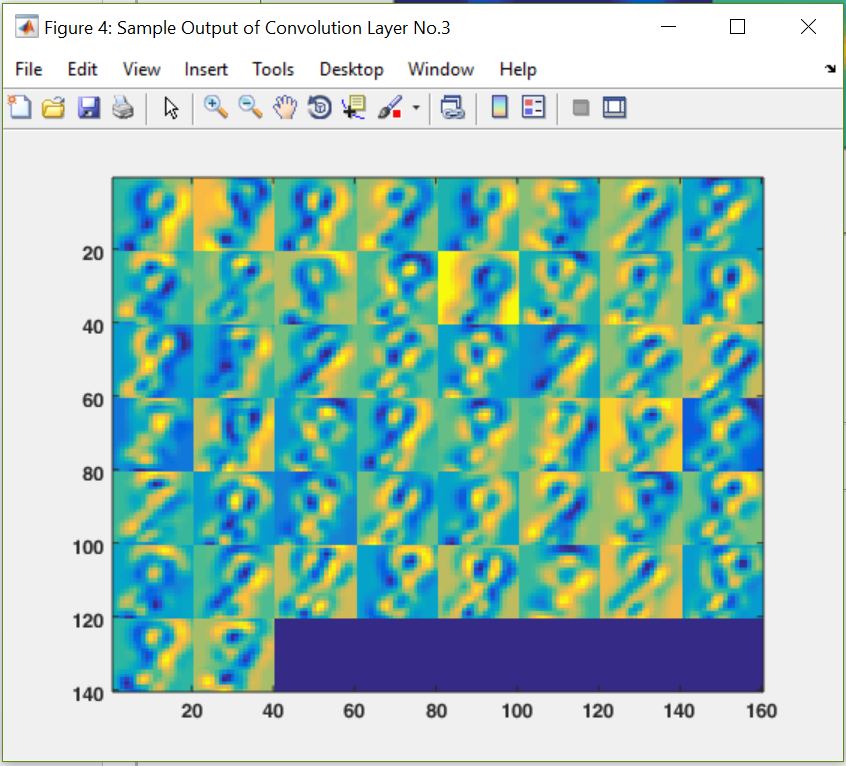 Figure 4: Sample Output of Convolution Layer No.3
File Edit View Insert Tools Desktop Window Help
20
40
60
80
100
120
140
20 40 60 80 100 120 140 160